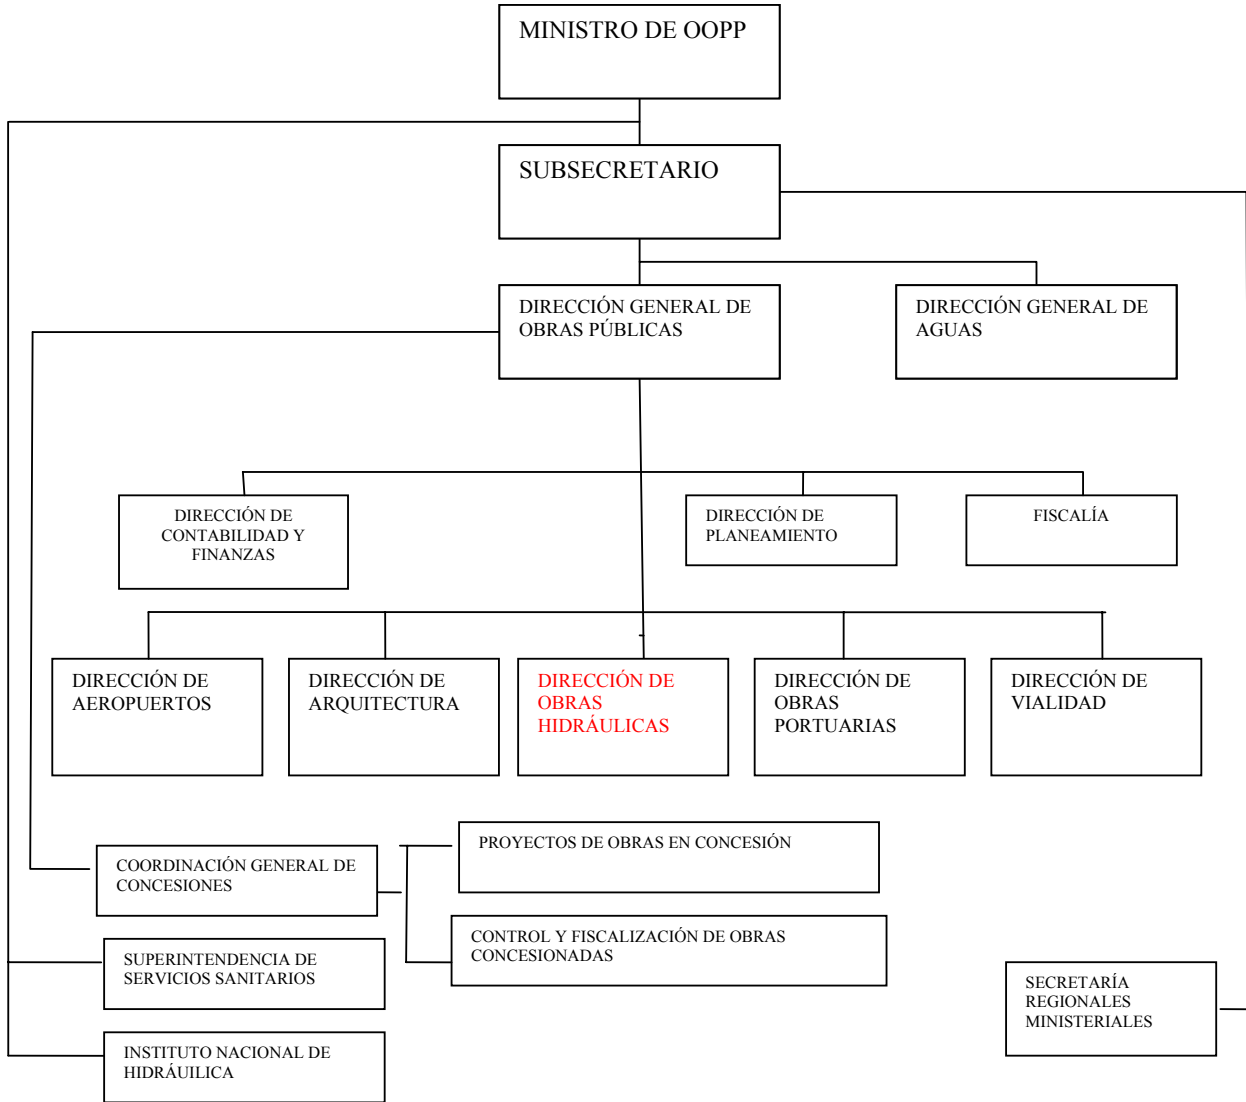 MINISTRO DE OOPP
SUBSECRETARIO
DIRECCIÓN GENERAL DE
OBRAS PÚBLICAS
DIRECCIÓN GENERAL DE
AGUAS
DIRECCIÓN DE
CONTABILIDAD Y
FINANZAS
DIRECCIÓN DE
PLANEAMIENTO
FISCALÍA
DIRECCIÓN DE
AEROPUERTOS
DIRECCIÓN DE
ARQUITECTURA
DIRECCIÓN DE
OBRAS
HIDRÁULICAS
DIRECCIÓN DE
OBRAS
PORTUARIAS
DIRECCIÓN DE
VIALIDAD
PROYECTOS DE OBRAS EN CONCESIÓN
COORDINACIÓN GENERAL DE
CONCESIONES
CONTROL Y FISCALIZACIÓN DE OBRAS
CONCESIONADAS
SUPERINTENDENCIA DE
SERVICIOS SANITARIOS
SECRETARÍA
REGIONALES
MINISTERIALES
INSTITUTO NACIONAL DE
HIDRÁUILICA